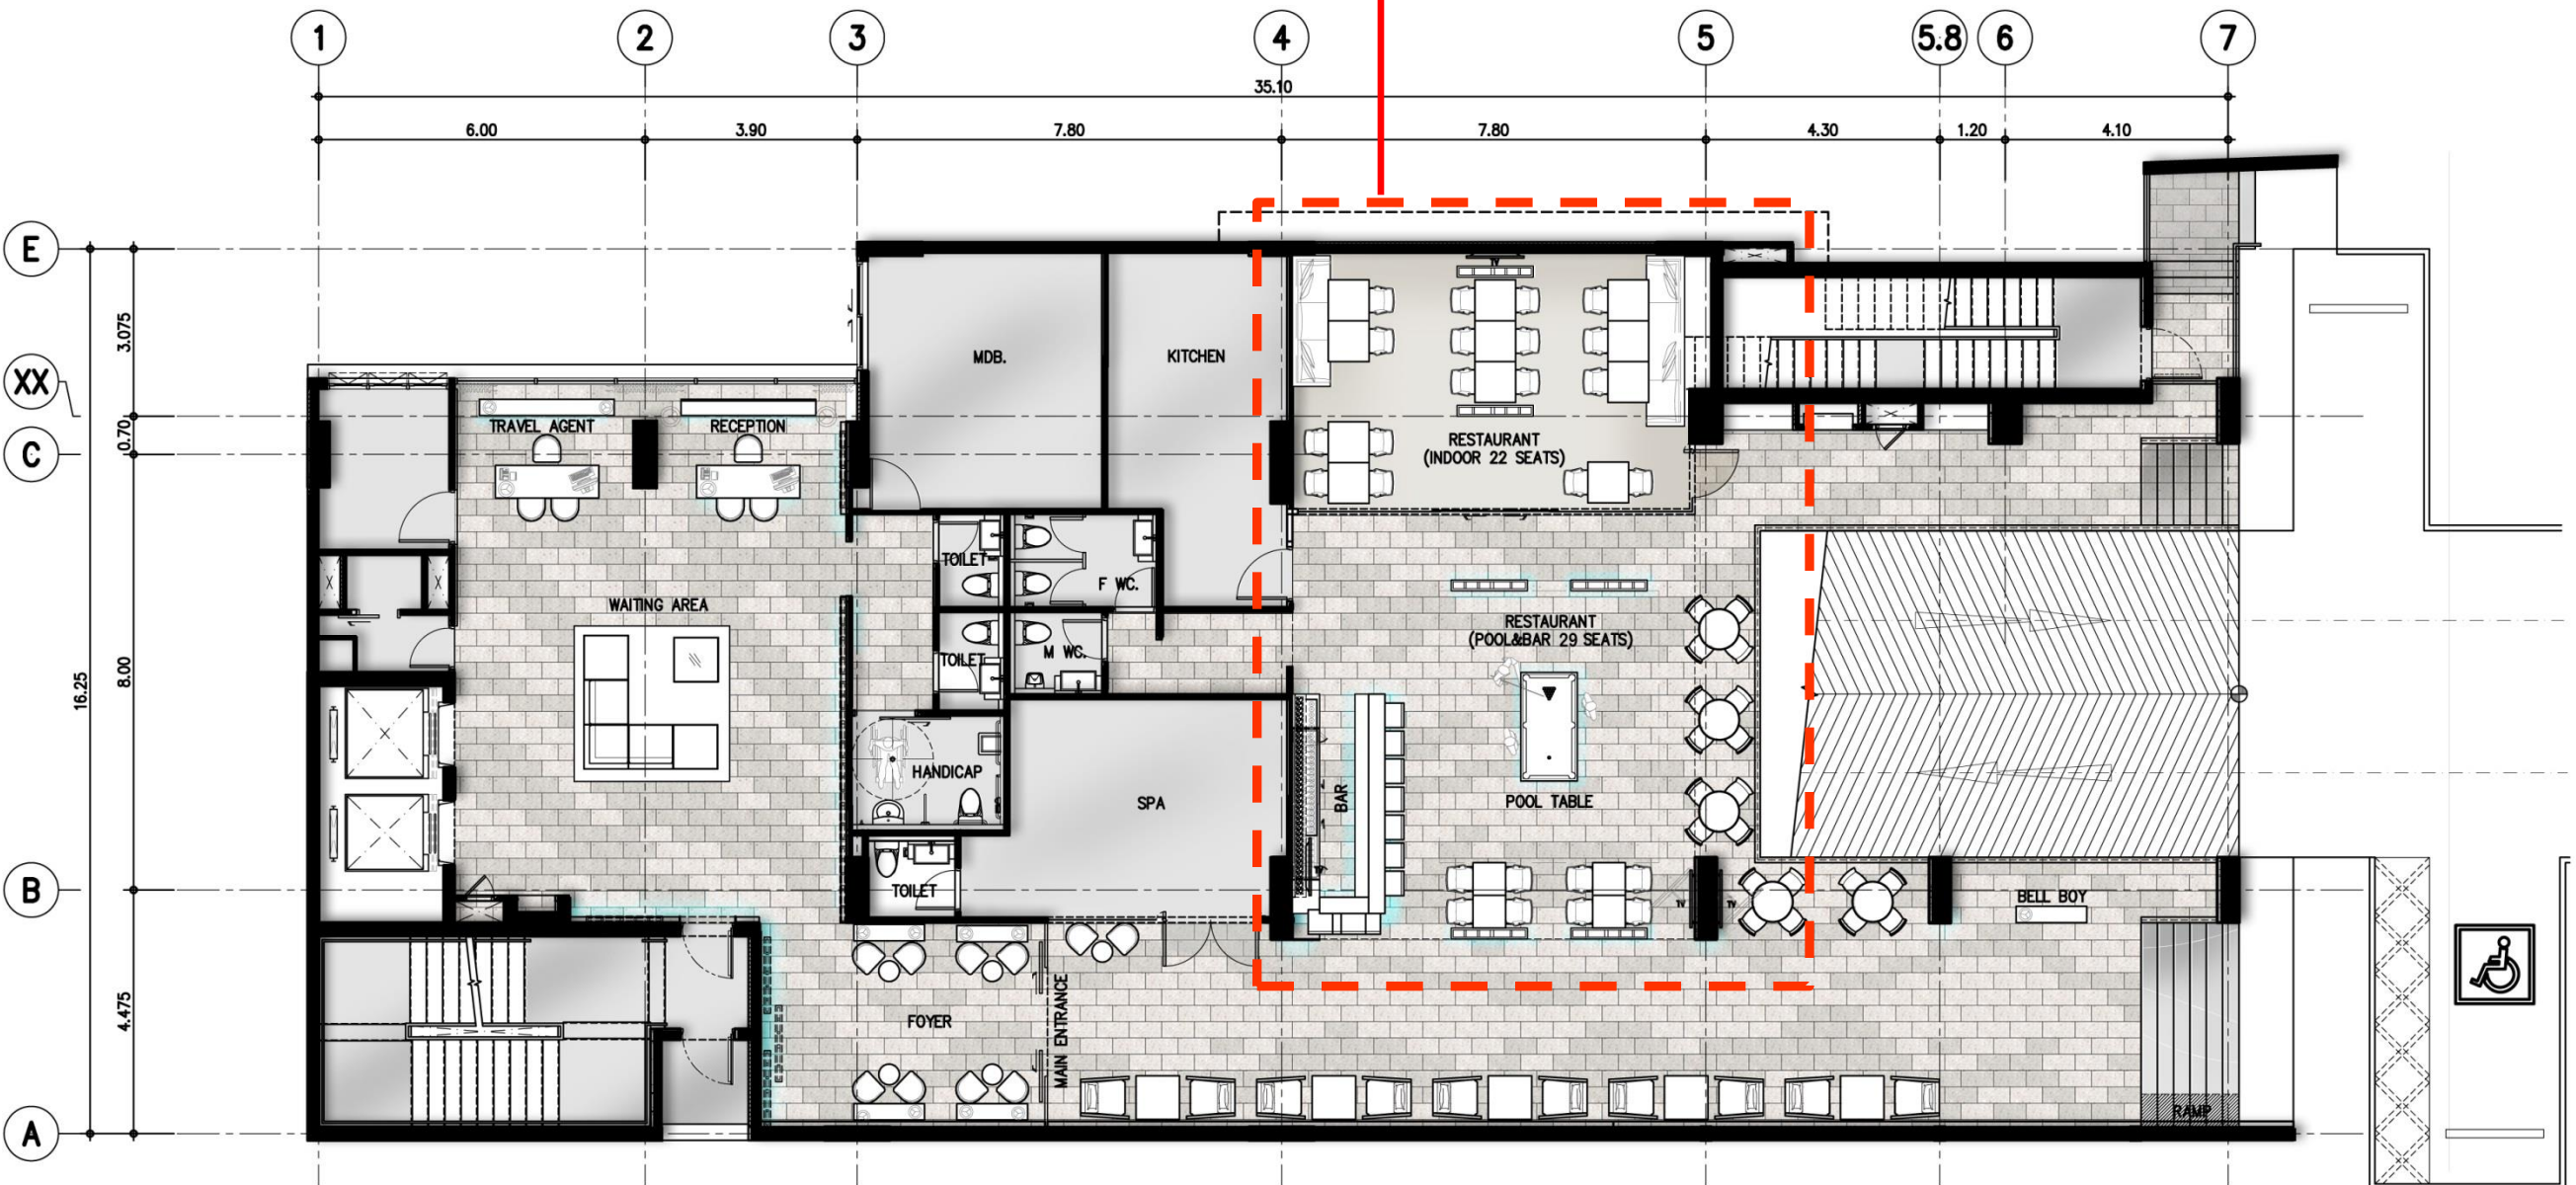 1 2 3 4 5 5.8 6 7
35.10
6.00 3.90 7.80 7.80 4.30 1.20 4.10
E
XX
C
B
A
3.075
0.70
8.00
4.475
16.25
TV
MDB.
KITCHEN
TRAVEL AGENT
RECEPTION
RESTAURANT
(INDOOR 22 SEATS)
TOILET
F WC.
WAITING AREA
RESTAURANT
(POOL&BAR 29 SEATS)
TOILET
M WC.
HANDICAP
SPA
BAR
POOL TABLE
TOILET
TV
TV
BELL BOY
FOYER
MAIN ENTRANCE
RAMP